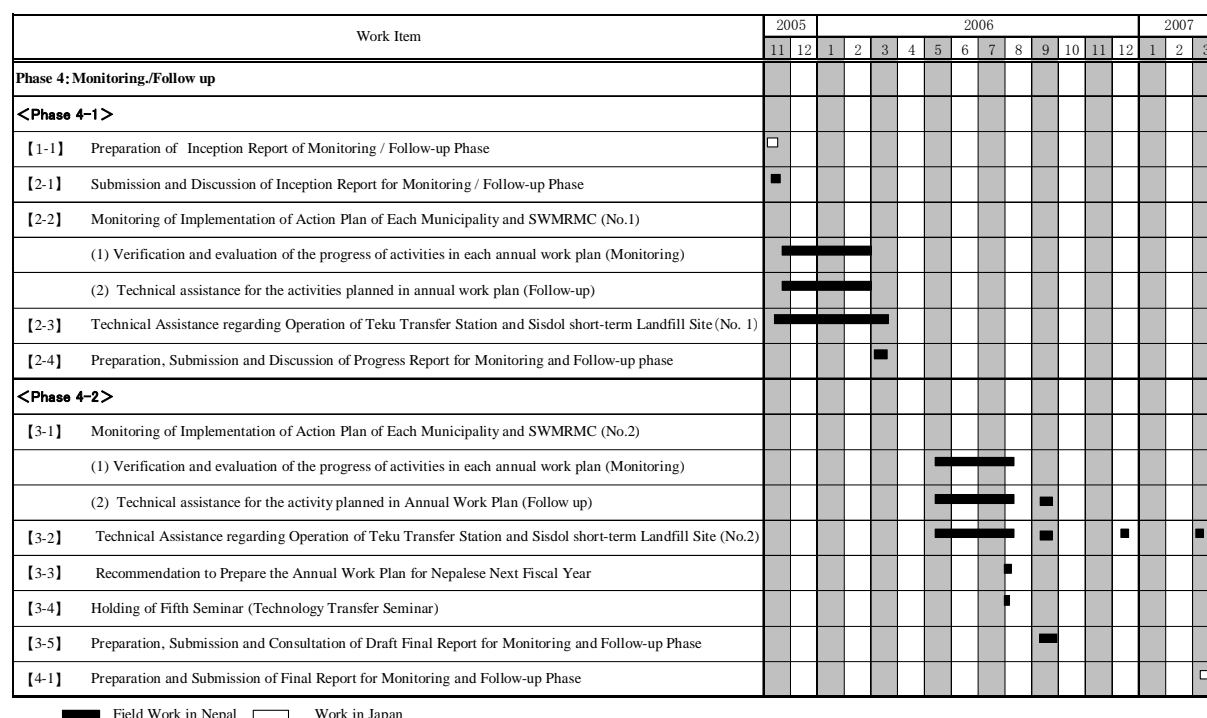 Work Item 2005 2006 2007
11 12 1 2 3 4 5 6 7 8 9 10 11 12 1 2 3
Phase 4：Monitoring./Follow up
＜Phase 4-1＞
【1-1】 Preparation of Inception Report of Monitoring / Follow-up Phase
【2-1】 Submission and Discussion of Inception Report for Monitoring / Follow-up Phase
【2-2】 Monitoring of Implementation of Action Plan of Each Municipality and SWMRMC (No.1)
(1) Verification and evaluation of the progress of activities in each annual work plan (Monitoring)
(2) Technical assistance for the activities planned in annual work plan (Follow-up)
【2-3】 Technical Assistance regarding Operation of Teku Transfer Station and Sisdol short-term Landfill Site（No. 1）
【2-4】 Preparation, Submission and Discussion of Progress Report for Monitoring and Follow-up phase
＜Phase 4-2＞
【3-1】 Monitoring of Implementation of Action Plan of Each Municipality and SWMRMC (No.2)
(1) Verification and evaluation of the progress of activities in each annual work plan (Monitoring)
(2) Technical assistance for the activity planned in Annual Work Plan (Follow up)
【3-2】 Technical Assistance regarding Operation of Teku Transfer Station and Sisdol short-term Landfill Site (No.2)
【3-3】 Recommendation to Prepare the Annual Work Plan for Nepalese Next Fiscal Year
【3-4】 Holding of Fifth Seminar (Technology Transfer Seminar)
【3-5】 Preparation, Submission and Consultation of Draft Final Report for Monitoring and Follow-up Phase
【4-1】 Preparation and Submission of Final Report for Monitoring and Follow-up Phase
Field Work in Nepal Work in Japan